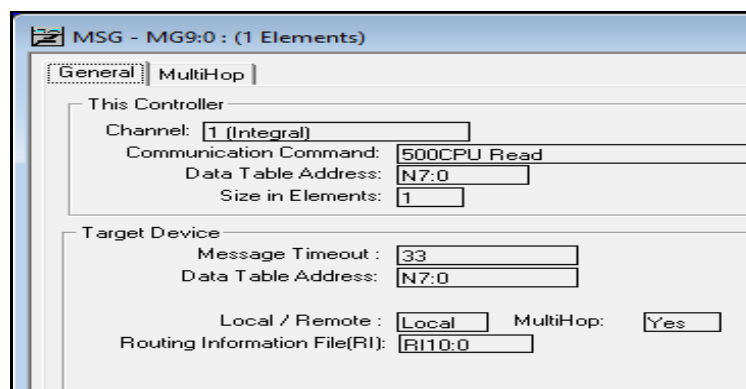 MSG - MG9:0 : (1 Elements)
General MultiHop
This Controller
Channel: 1 (Integral)
Communication Command: 500CPU Read
Data Table Address: N7:0
Size in Elements: 1
Target Device
Message Timeout : 33
Data Table Address: N7:0
Local / Remote : Local MultiHop: Yes
Routing Information File(RI): RI10:0